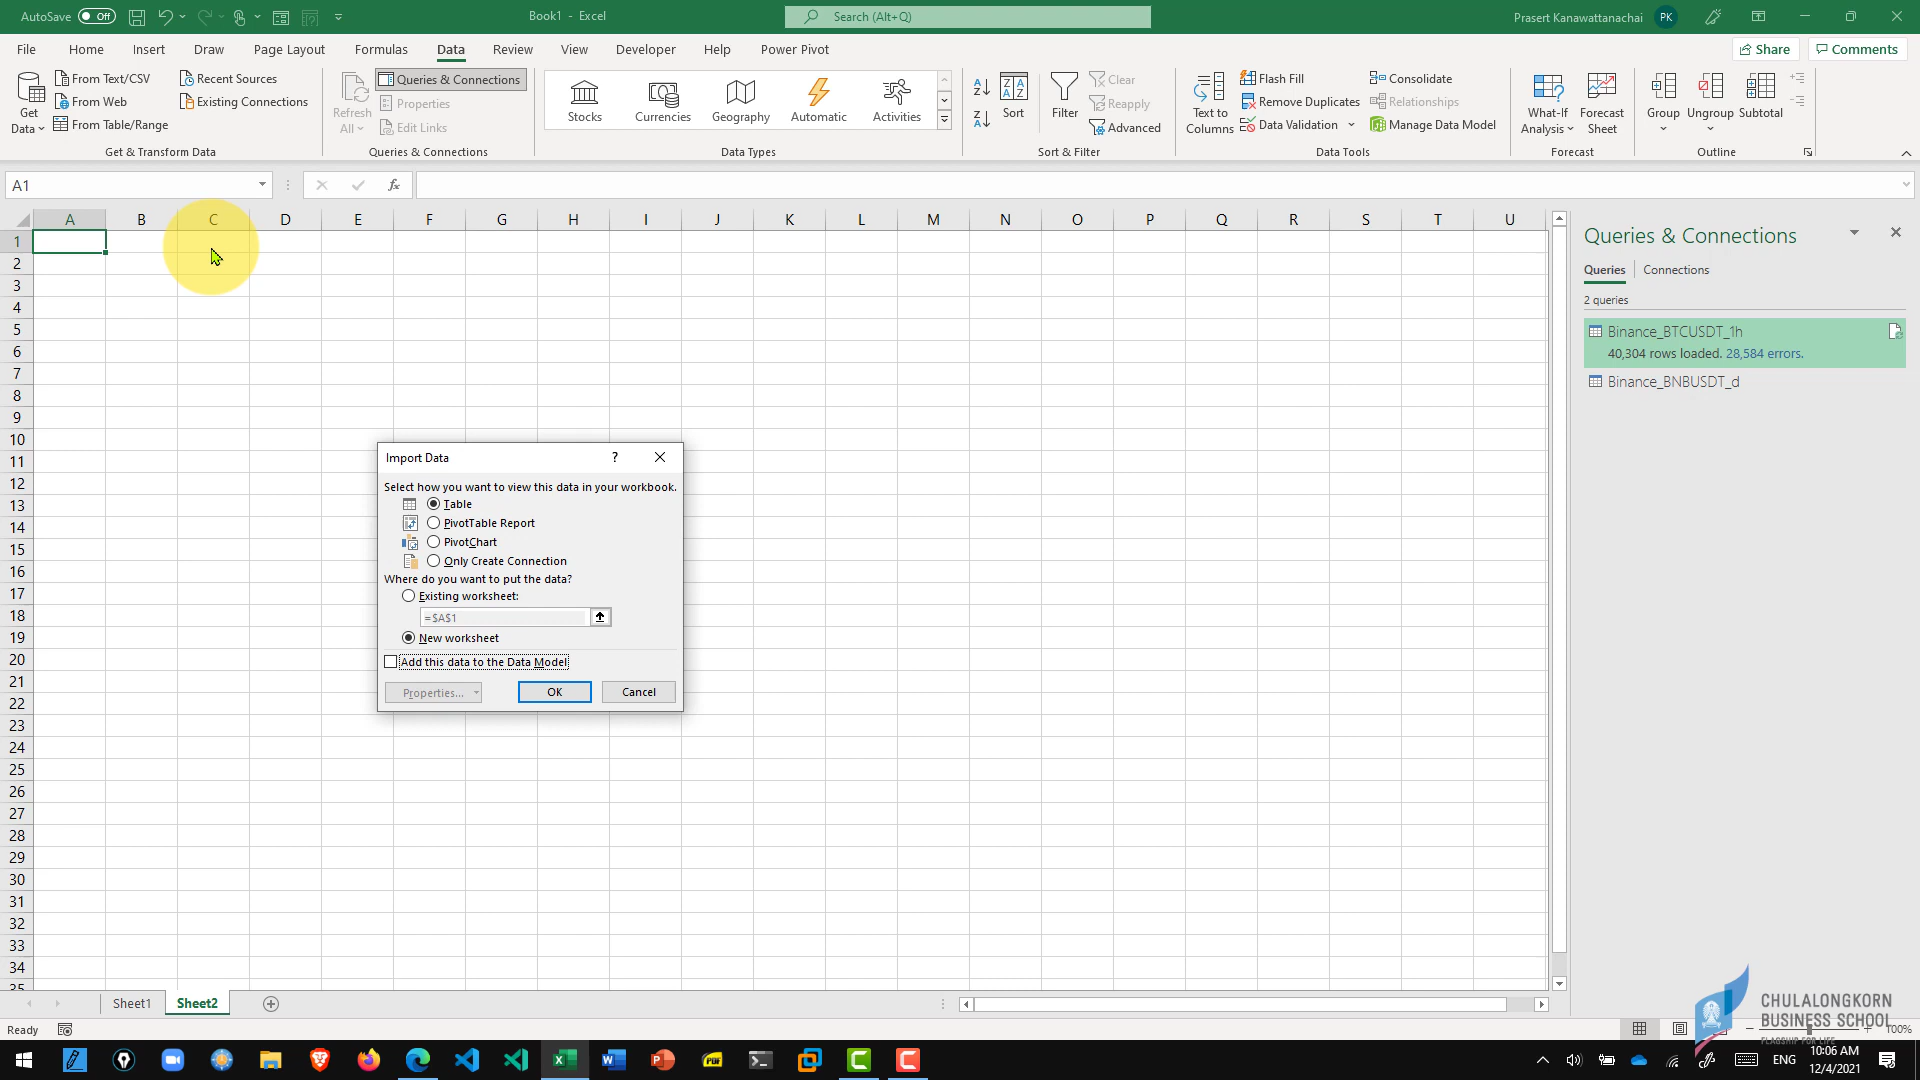 AutoSave Off
Book1 - Excel
Search (Alt+Q)
Prasert Kanawattanachai PK
File Home Insert Draw Page Layout Formulas Data Review View Developer Help Power Pivot
Share Comments
Get Data
From Text/CSV
From Web
From Table/Range
Recent Sources
Existing Connections
Get & Transform Data
Refresh All
Queries & Connections
Properties
Edit Links
Queries & Connections
Stocks Currencies Geography Automatic Activities
Data Types
Sort
Filter
Clear
Reapply
Advanced
Sort & Filter
Text to Columns
Flash Fill
Remove Duplicates
Data Validation
Consolidate
Relationships
Manage Data Model
Data Tools
What-If Analysis
Forecast Sheet
Forecast
Group Ungroup Subtotal
Outline
A1
fx
A B C D E F G H I J K L M N O P Q R S T U
1
2
3
4
5
6
7
8
9
10
11
12
13
14
15
16
17
18
19
20
21
22
23
24
25
26
27
28
29
30
31
32
33
34
35
Import Data ?
Select how you want to view this data in your workbook.
Table
PivotTable Report
PivotChart
Only Create Connection
Where do you want to put the data?
Existing worksheet:
=$A$1
New worksheet
Add this data to the Data Model
Properties... OK Cancel
Queries & Connections
Queries Connections
2 queries
Binance_BTCUSDT_1h
40,304 rows loaded. 28,584 errors.
Binance_BNBUSDT_d
Sheet1 Sheet2
CHULALONGKORN
BUSINESS SCHOOL
FLAGSHIP FOR LIFE
Ready
100%
ENG
10:06 AM
12/4/2021